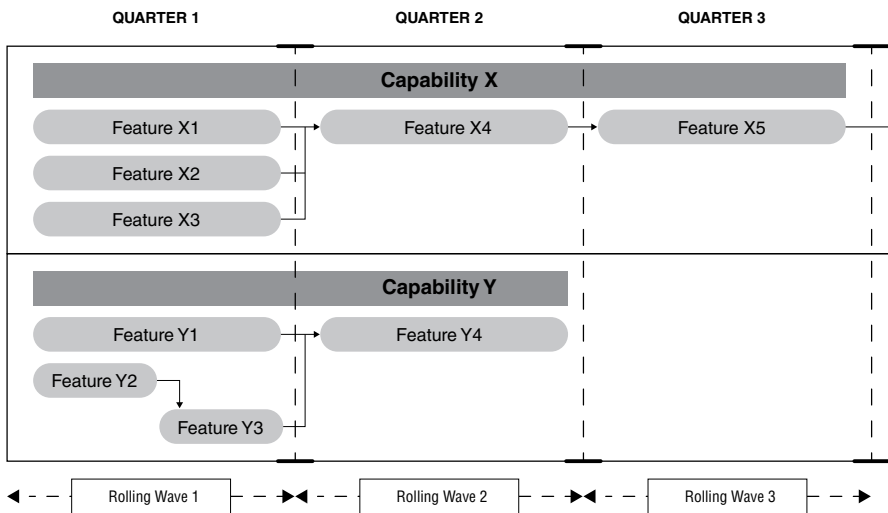 QUARTER 1 QUARTER 2 QUARTER 3
Capability X
Feature X1 Feature X4 Feature X5
Feature X2
Feature X3
Capability Y
Feature Y1 Feature Y4
Feature Y2
Feature Y3
Rolling Wave 1 Rolling Wave 2 Rolling Wave 3